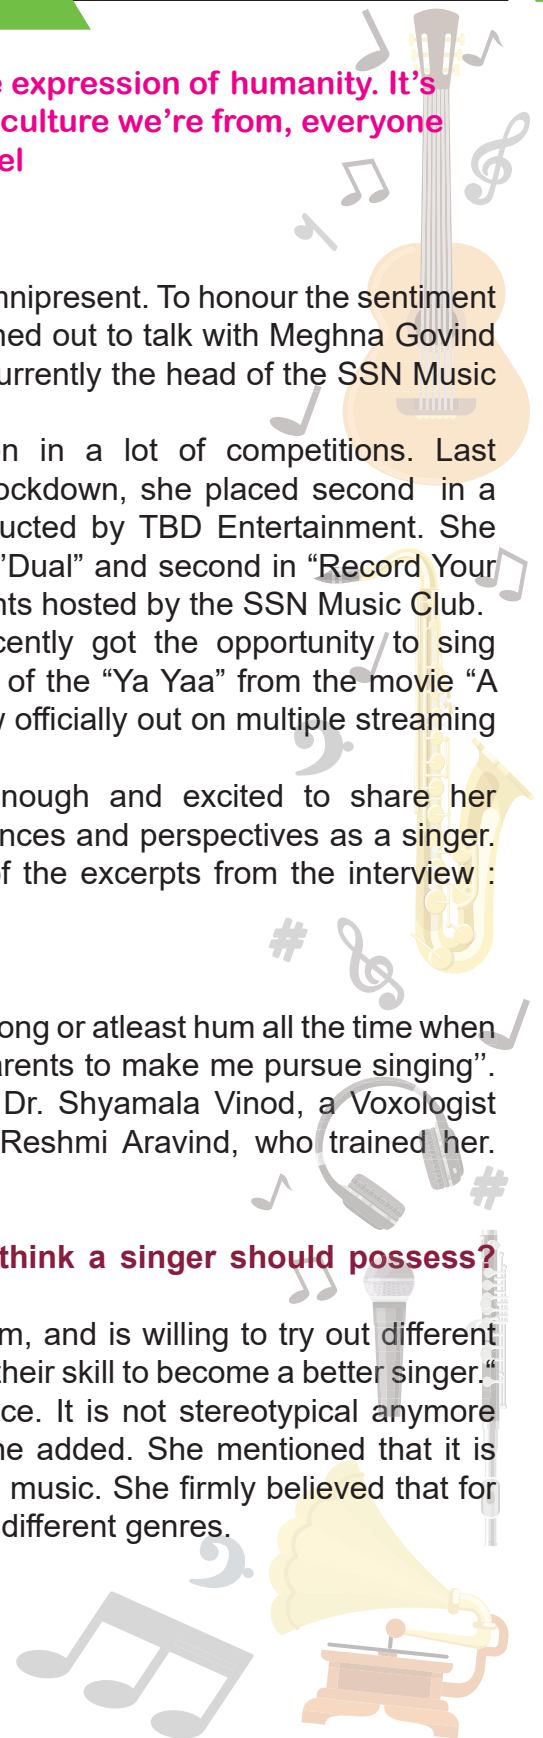 e expression of humanity. It’s
culture we’re from, everyone
el
nnipresent. To honour the sentiment
ned out to talk with Meghna Govind
urrently the head of the SSN Music
on in a lot of competitions. Last
ockdown, she placed second in a
ucted by TBD Entertainment. She
”Dual” and second in “Record Your
nts hosted by the SSN Music Club.
cently got the opportunity to sing
of the “Ya Yaa” from the movie “A
officially out on multiple streaming
nough and excited to share her
nces and perspectives as a singer.
of the excerpts from the interview :
ong or atleast hum all the time when
arents to make me pursue singing’’.
Dr. Shyamala Vinod, a Voxologist
Reshmi Aravind, who trained her.
think a singer should possess?
m, and is willing to try out different
their skill to become a better singer.“
ce. It is not stereotypical anymore
he added. She mentioned that it is
music. She firmly believed that for
different genres.